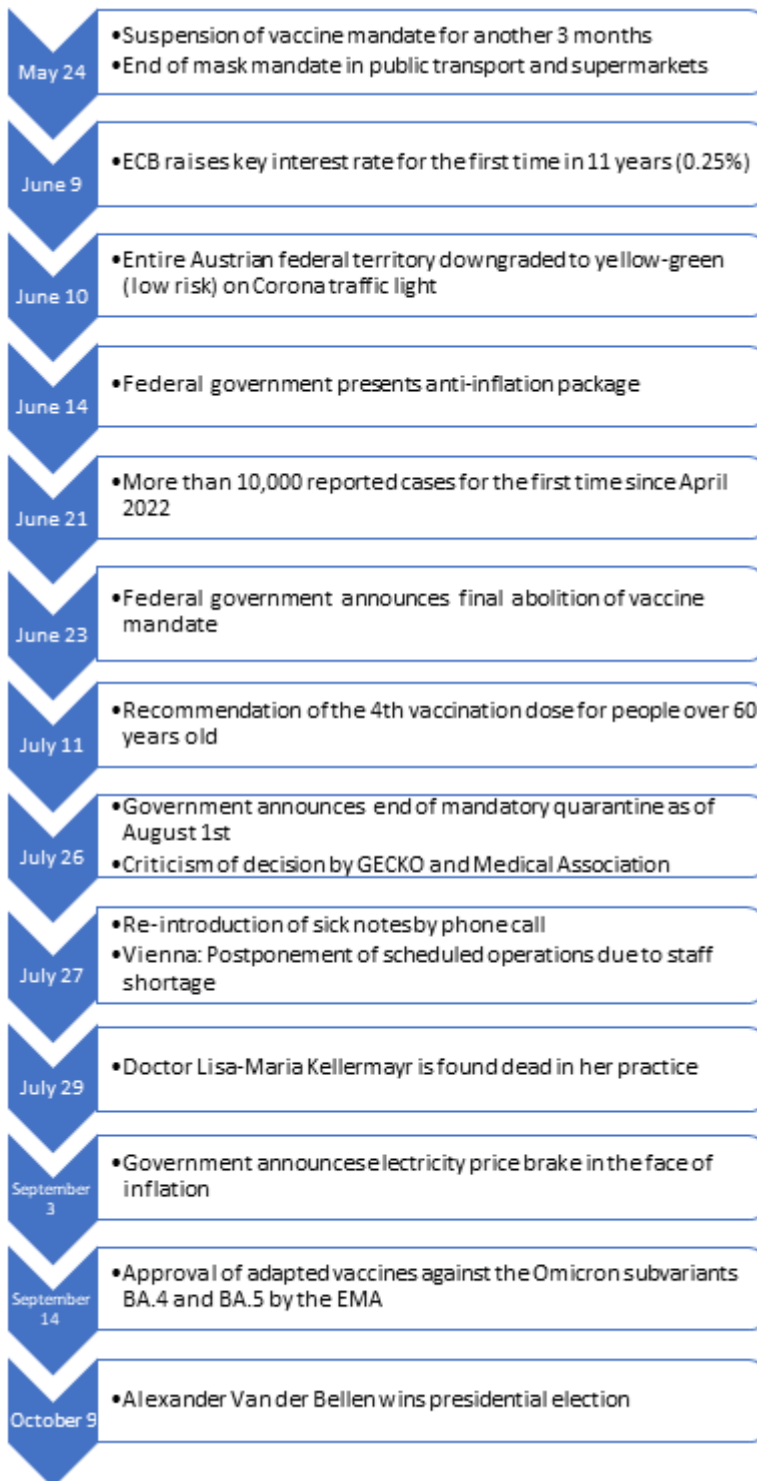 May 24
•Suspension of vaccine mandate for another 3 months
•End of mask mandate in public transport and supermarkets
June 9
•ECB raises key interest rate for the first time in 11 years (0.25%)
June 10
•Entire Austrian federal territory downgraded to yellow-green
(low risk) on Corona traffic light
June 14
•Federal government presents anti-inflation package
June 21
•More than 10,000 reported cases for the first time since April
2022
June 23
•Federal government announces final abolition of vaccine
mandate
July 11
•Recommendation of the 4th vaccination dose for people over 60
years old
July 26
•Government announces end of mandatory quarantine as of
August 1st
•Criticism of decision by GECKO and Medical Association
July 27
•Re-introduction of sick notes by phone call
•Vienna: Postponement of scheduled operations due to staff
shortage
July 29
•Doctor Lisa-Maria Kellermayr is found dead in her practice
September
3
•Government announces electricity price brake in the face of
inflation
September
14
•Approval of adapted vaccines against the Omicron subvariants
BA.4 and BA.5 by the EMA
October 9
•Alexander Van der Bellen wins presidential election